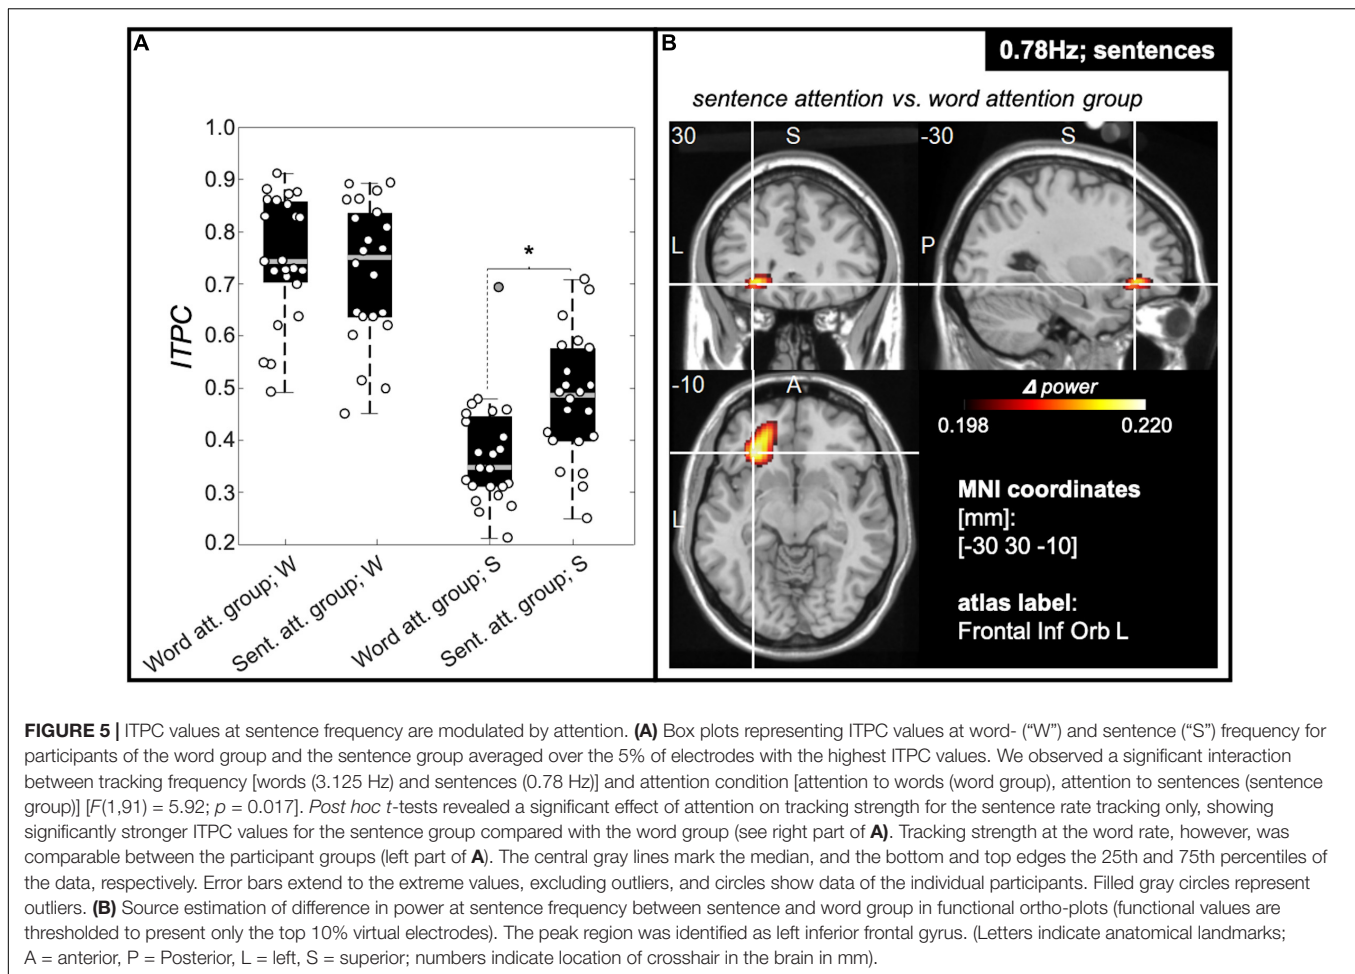 A
ITPC
1.0
0.9
0.8
0.7
0.6
0.5
0.4
0.3
0.2
*
Word att. group; W
Sent. att. group; W
Word att. group; S
Sent. att. group; S
B
0.78Hz; sentences
sentence attention vs. word attention group
30
S
L
-30
S
P
-10
A
L
Δ power
0.198 0.220
MNI coordinates
[mm]:
[-30 30 -10]
atlas label:
Frontal Inf Orb L
FIGURE 5 | ITPC values at sentence frequency are modulated by attention. (A) Box plots representing ITPC values at word- (“W”) and sentence (“S”) frequency for
participants of the word group and the sentence group averaged over the 5% of electrodes with the highest ITPC values. We observed a significant interaction
between tracking frequency [words (3.125 Hz) and sentences (0.78 Hz)] and attention condition [attention to words (word group), attention to sentences (sentence
group)] [F(1,91) = 5.92; p = 0.017]. Post hoc t-tests revealed a significant effect of attention on tracking strength for the sentence rate tracking only, showing
significantly stronger ITPC values for the sentence group compared with the word group (see right part of A). Tracking strength at the word rate, however, was
comparable between the participant groups (left part of A). The central gray lines mark the median, and the bottom and top edges the 25th and 75th percentiles of
the data, respectively. Error bars extend to the extreme values, excluding outliers, and circles show data of the individual participants. Filled gray circles represent
outliers. (B) Source estimation of difference in power at sentence frequency between sentence and word group in functional ortho-plots (functional values are
thresholded to present only the top 10% virtual electrodes). The peak region was identified as left inferior frontal gyrus. (Letters indicate anatomical landmarks;
A = anterior, P = Posterior, L = left, S = superior; numbers indicate location of crosshair in the brain in mm).